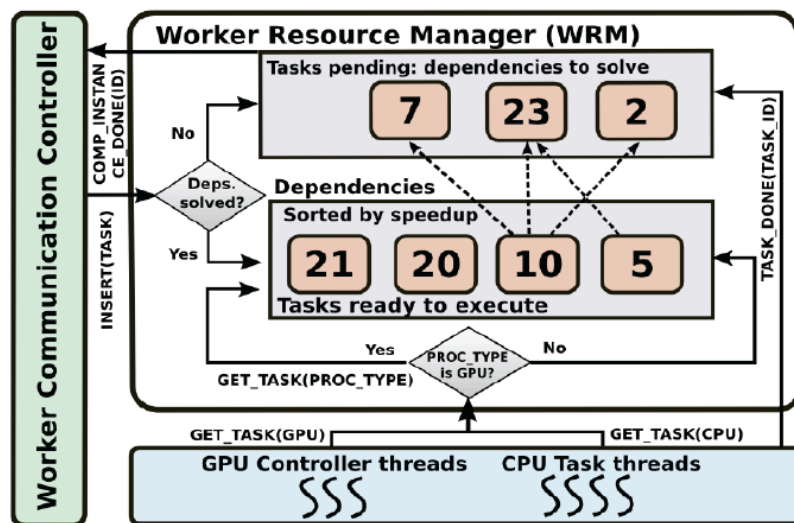 Worker Communication Controller
Worker Resource Manager (WRM)
Tasks pending: dependencies to solve
7
23
2
COMP_INSTAN
CE_DONE(ID)
INSERT(TASK)
No
Deps.
solved?
Yes
Dependencies
Sorted by speedup
21
20
10
5
Tasks ready to execute
TASK_DONE(TASK_ID)
Yes
PROC_TYPE
is GPU?
No
GET_TASK(PROC_TYPE)
GET_TASK(GPU)
GET_TASK(CPU)
GPU Controller threads
CPU Task threads